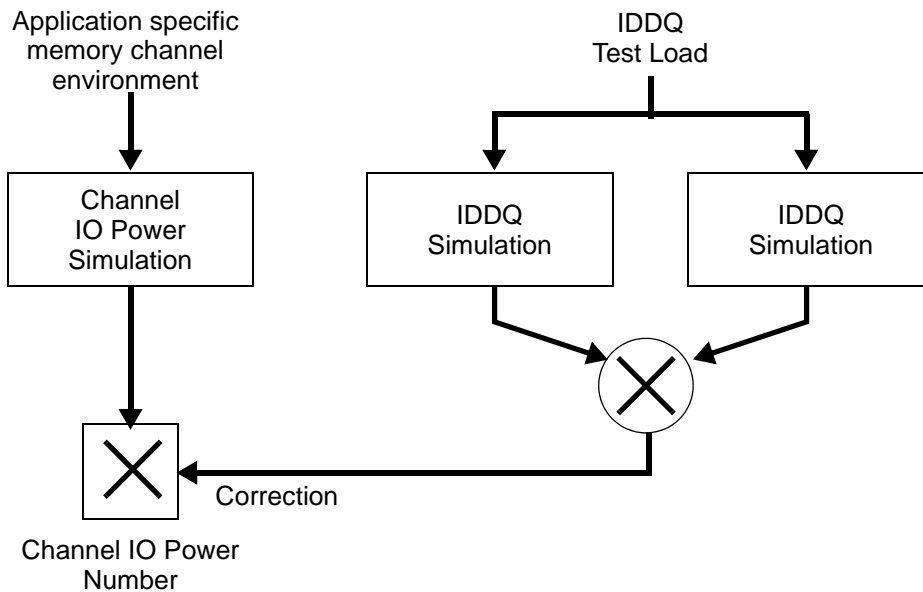 Application specific
memory channel
environment
IDDQ
Test Load
Channel
IO Power
Simulation
IDDQ
Simulation
IDDQ
Simulation
Correction
Channel IO Power
Number